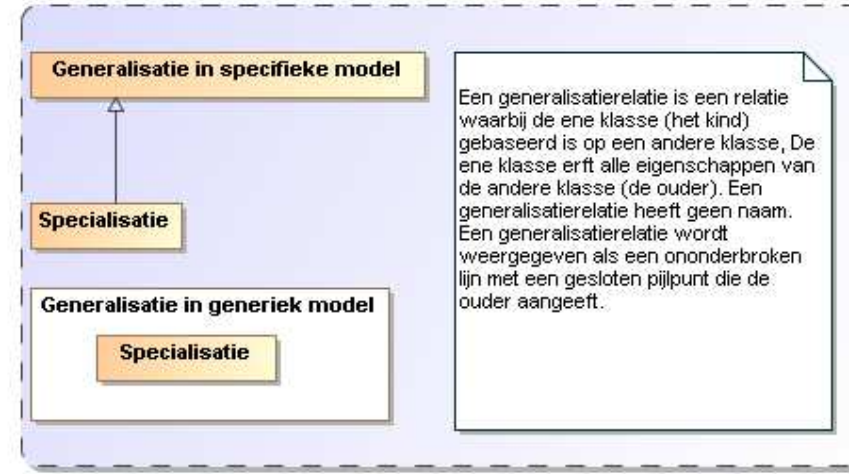 Generalisatie in specifieke model
Specialisatie
Generalisatie in generiek model
Specialisatie
Een generalisatierelatie is een relatie
waarbij de ene klasse (het kind)
gebaseerd is op een andere klasse, De
ene klasse erft alle eigenschappen van
de andere klasse (de ouder). Een
generalisatierelatie heeft geen naam.
Een generalisatierelatie wordt
weergegeven als een ononderbroken
lijn met een gesloten pijlpunt die de
ouder aangeeft.